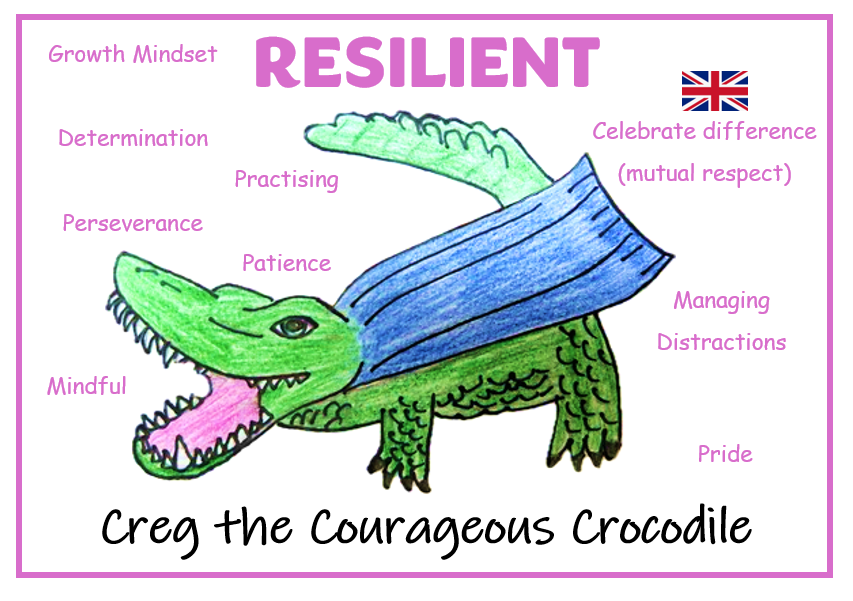 RESILIENT
Growth Mindset
Celebrate difference
(mutual respect)
Determination
Practising
Perseverance
Patience
Managing
Distractions
Mindful
Pride
Creg the Courageous Crocodile